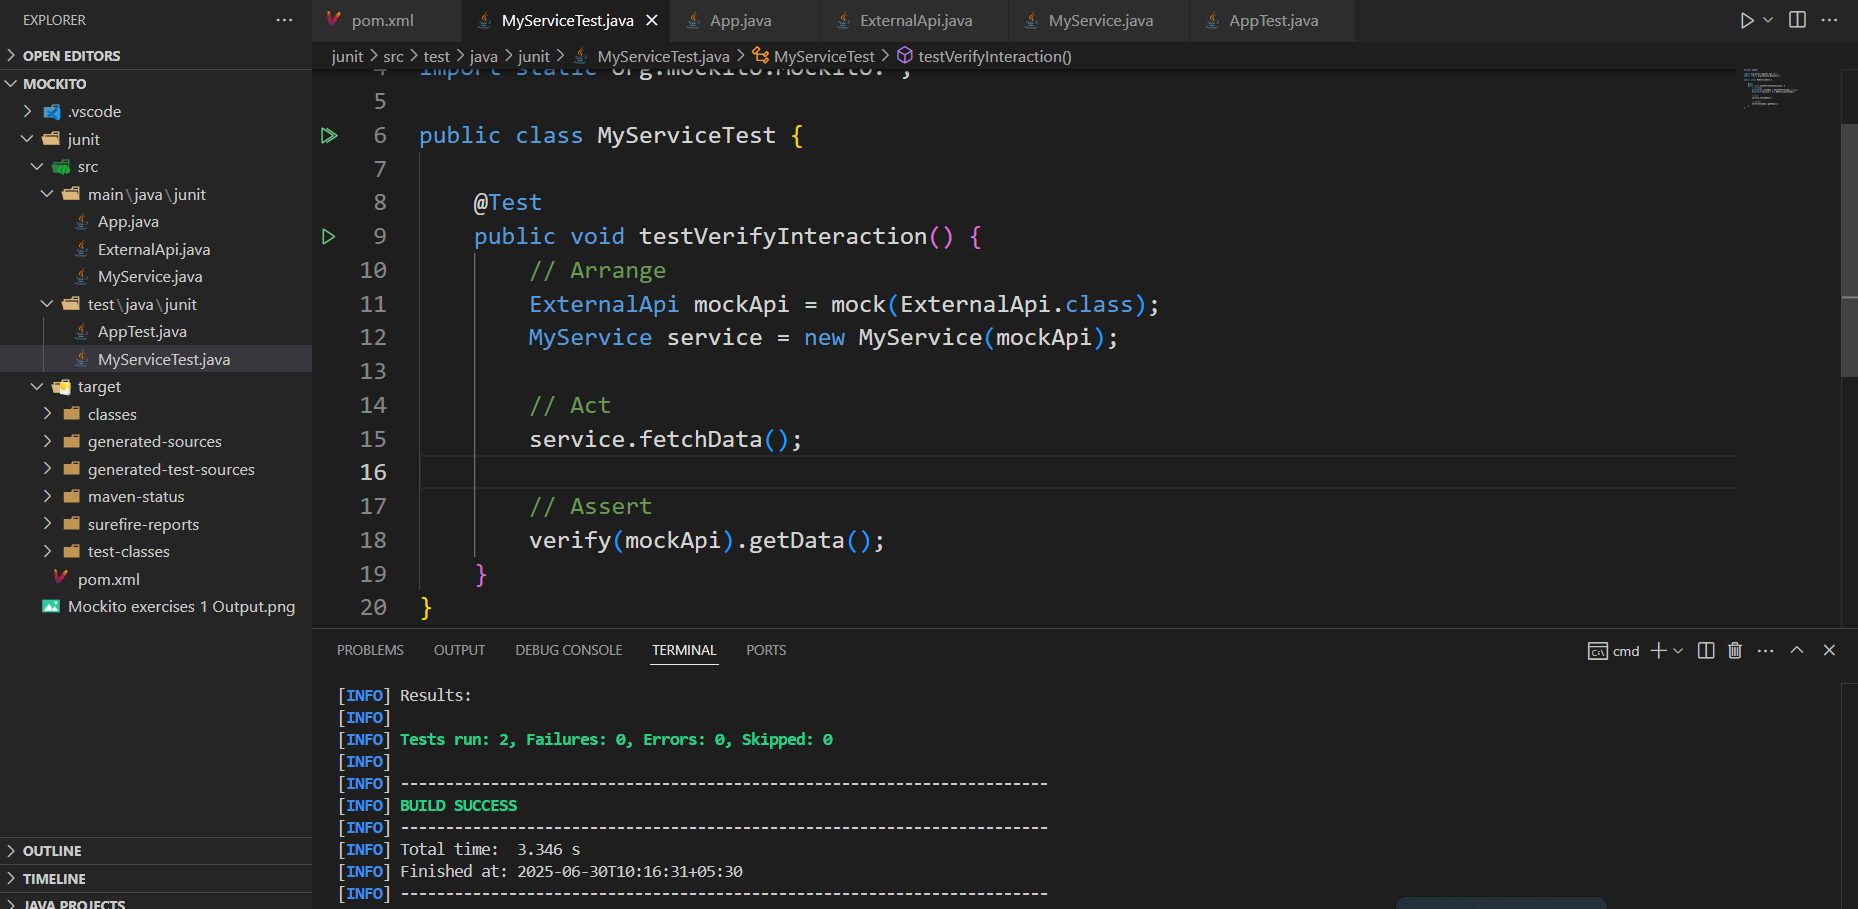 EXPLORER
OPEN EDITORS
MOCKITO
.vscode
junit
src
main\java\junit
App.java
ExternalApi.java
MyService.java
test\java\junit
AppTest.java
MyServiceTest.java
target
classes
generated-sources
generated-test-sources
maven-status
surefire-reports
test-classes
pom.xml
Mockito exercises 1 Output.png
OUTLINE
TIMELINE
JAVA PROJECTS
pom.xml MyServiceTest.java App.java ExternalApi.java MyService.java AppTest.java
junit > src > test > java > junit > MyServiceTest.java > MyServiceTest > testVerifyInteraction()
4 import static org.mockito.Mockito.*;
5
6 public class MyServiceTest {
7
8 @Test
9 public void testVerifyInteraction() {
10 // Arrange
11 ExternalApi mockApi = mock(ExternalApi.class);
12 MyService service = new MyService(mockApi);
13
14 // Act
15 service.fetchData();
16
17 // Assert
18 verify(mockApi).getData();
19 }
20 }
PROBLEMS OUTPUT DEBUG CONSOLE TERMINAL PORTS
cmd
[INFO] Results:
[INFO]
[INFO] Tests run: 2, Failures: 0, Errors: 0, Skipped: 0
[INFO]
[INFO] ------------------------------------------------------------------------
[INFO] BUILD SUCCESS
[INFO] ------------------------------------------------------------------------
[INFO] Total time:  3.346 s
[INFO] Finished at: 2025-06-30T10:16:31+05:30
[INFO] ------------------------------------------------------------------------